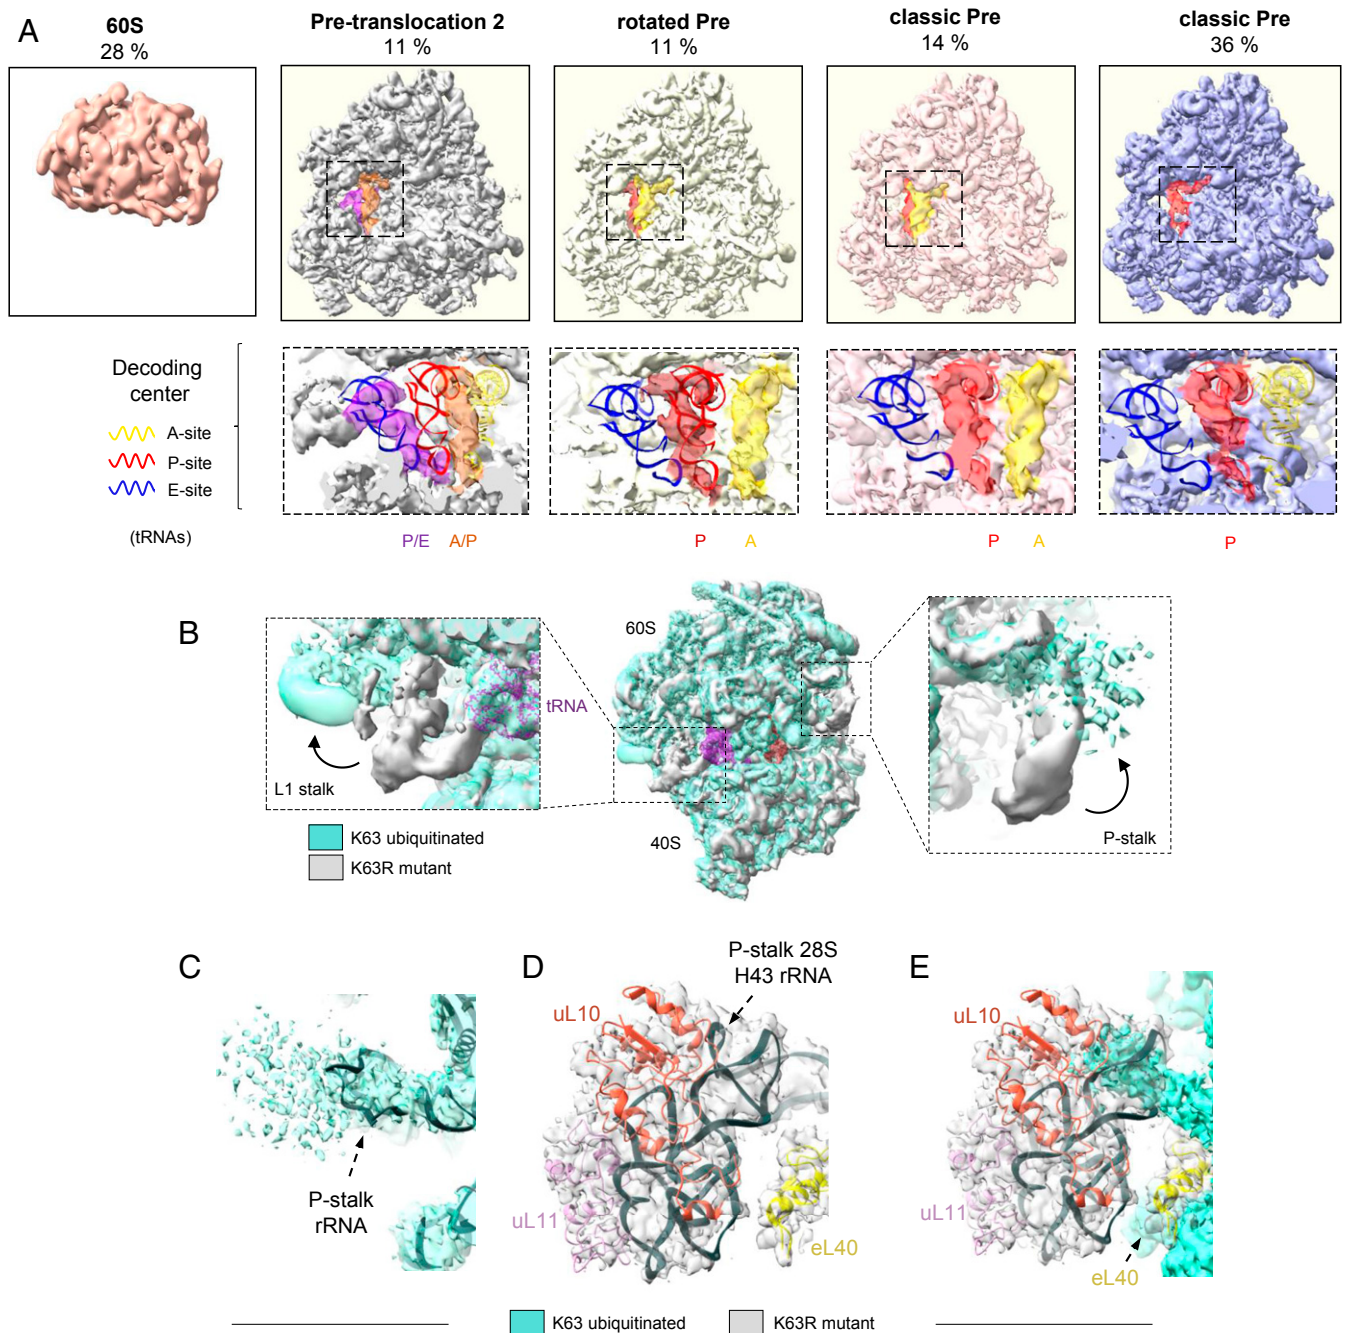 A
60S
28 %
Pre-translocation 2
11 %
rotated Pre
11 %
classic Pre
14 %
classic Pre
36 %
Decoding
center
A-site
P-site
E-site
(tRNAs)
P/E
A/P
P
A
P
A
P
B
60S
40S
tRNA
L1 stalk
P-stalk
K63 ubiquitinated
K63R mutant
C
P-stalk
rRNA
D
P-stalk 28S
H43 rRNA
uL10
uL11
eL40
E
uL10
uL11
eL40
K63 ubiquitinated
K63R mutant